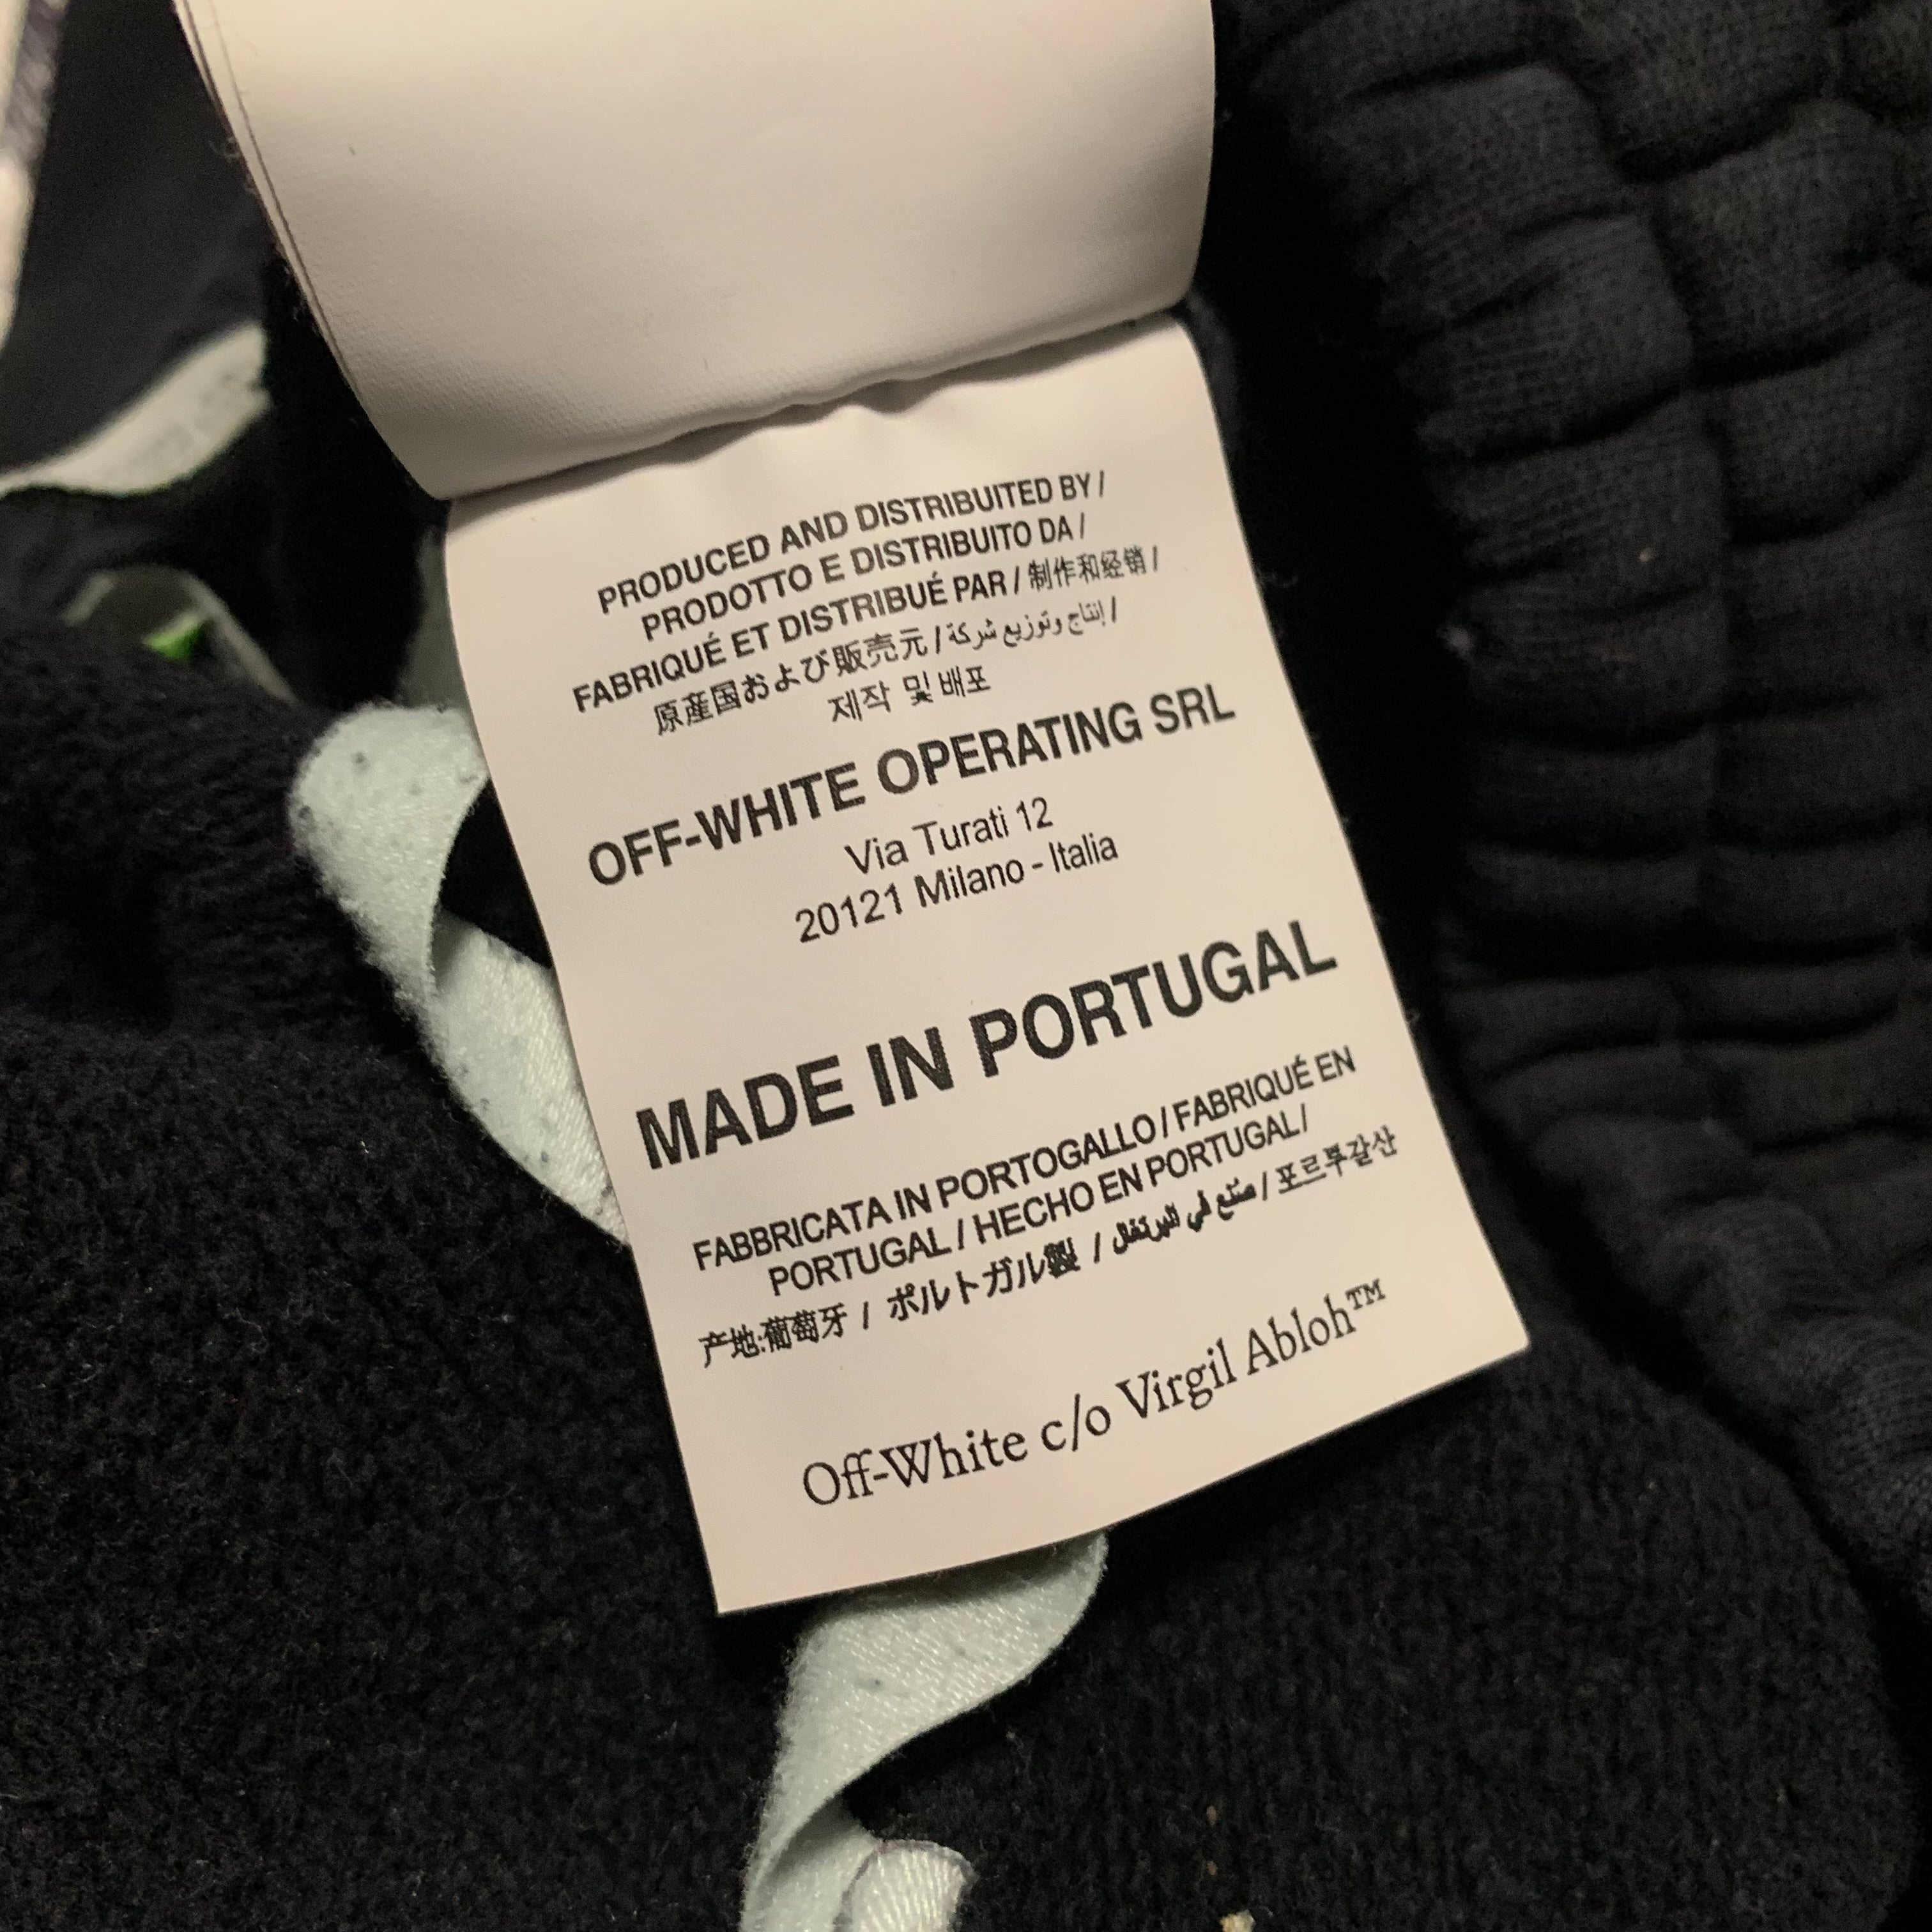 PRODUCED AND DISTRIBUITED BY /
PRODOTTO E DISTRIBUITO DA /
FABRIQUÉ ET DISTRIBUÉ PAR / 制作和经销 /
原産国および販売元 / إنتاج وتوزيع شركة /
제작 및 배포
OFF-WHITE OPERATING SRL
Via Turati 12
20121 Milano - Italia
MADE IN PORTUGAL
FABBRICATA IN PORTOGALLO / FABRIQUÉ EN
PORTUGAL / HECHO EN PORTUGAL /
产地:葡萄牙 / ポルトガル製 / صنع في البرتغال / 포르투갈산
Off-White c/o Virgil Abloh™